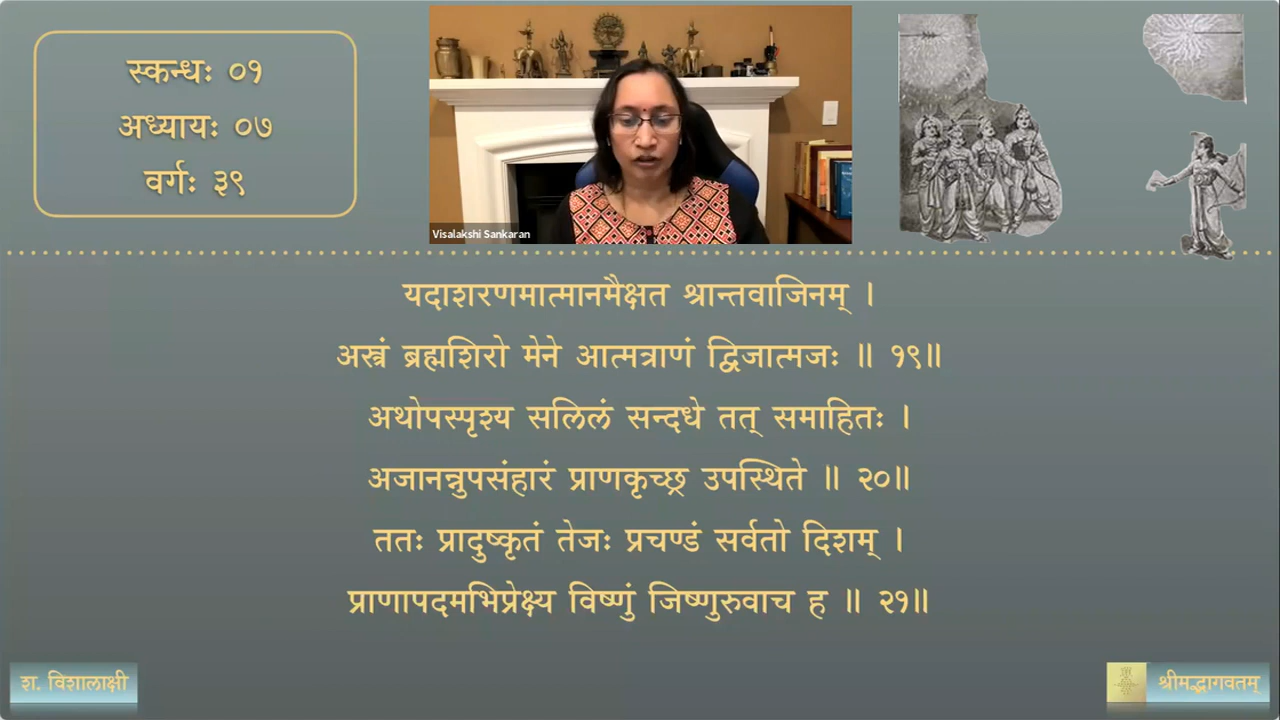 स्कन्धः ०१
अध्यायः ०७
वर्गः ३९
Visalakshi Sankaran
यदाशरणमात्मानमैक्षत श्रान्तवाजिनम् ।
अस्त्रं ब्रह्मशिरो मेने आत्मत्राणं द्विजात्मजः ॥ १९॥
अथोपस्पृश्य सलिलं सन्दधे तत् समाहितः ।
अजानन्नुपसंहारं प्राणकृच्छ्र उपस्थिते ॥ २०॥
ततः प्रादुष्कृतं तेजः प्रचण्डं सर्वतो दिशम् ।
प्राणापदमभिप्रेक्ष्य विष्णुं जिष्णुरुवाच ह ॥ २१॥
श. विशालाक्षी
श्रीमद्भागवतम्